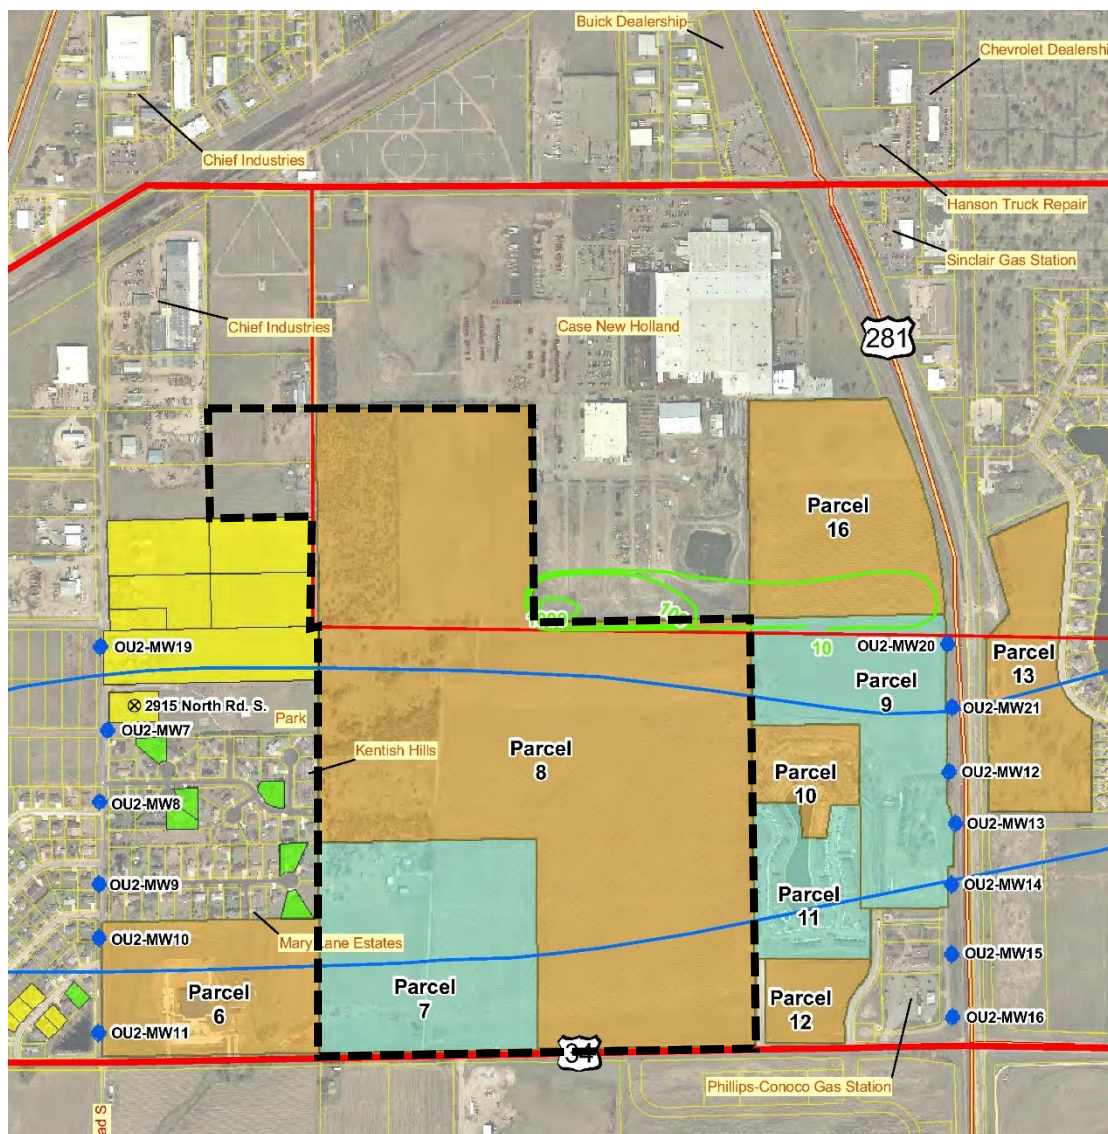 Buick Dealership
Chevrolet Dealershi
Chief Industries
Hanson Truck Repair
Sinclair Gas Station
Chief Industries
Case New Holland
281
Parcel
16
100
10
OU2-MW19
OU2-MW20
Parcel
13
Parcel
9
2915 North Rd. S.
OU2-MW21
Park
OU2-MW7
Kentish Hills
Parcel
8
Parcel
10
OU2-MW12
OU2-MW8
OU2-MW13
OU2-MW9
OU2-MW14
Parcel
11
OU2-MW10
Mary Lane Estates
OU2-MW15
Parcel
6
Parcel
7
Parcel
12
OU2-MW16
OU2-MW11
34
Phillips-Conoco Gas Station
ad S